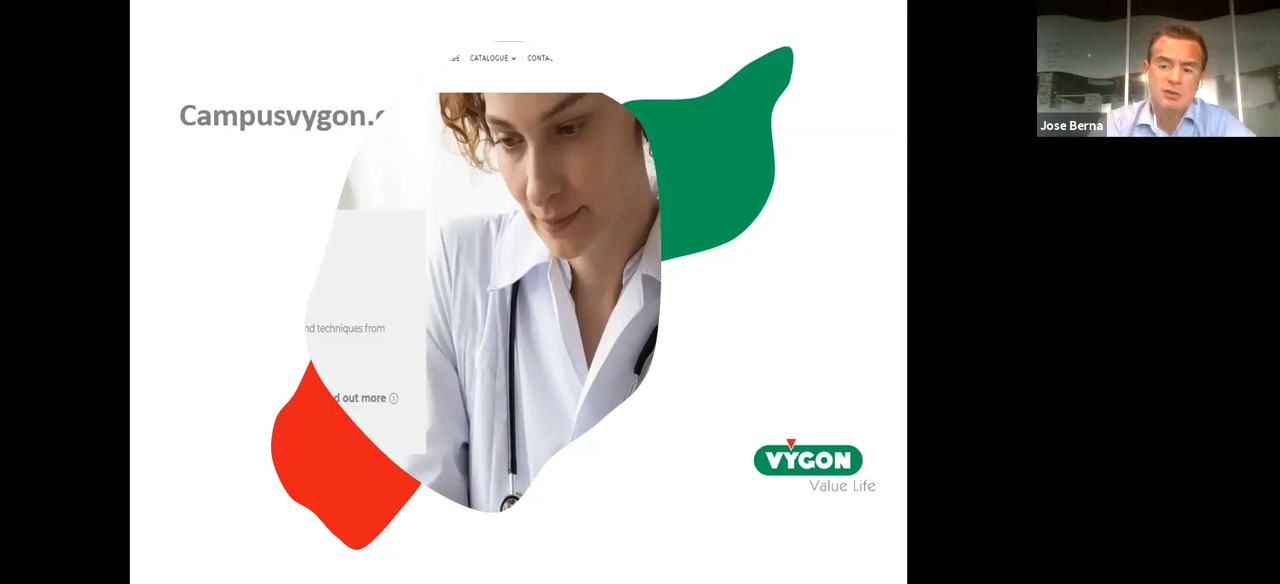 CATALOGUE
Campusvygon.
nd techniques from
d out more
VYGON
Value Life
Jose Berna